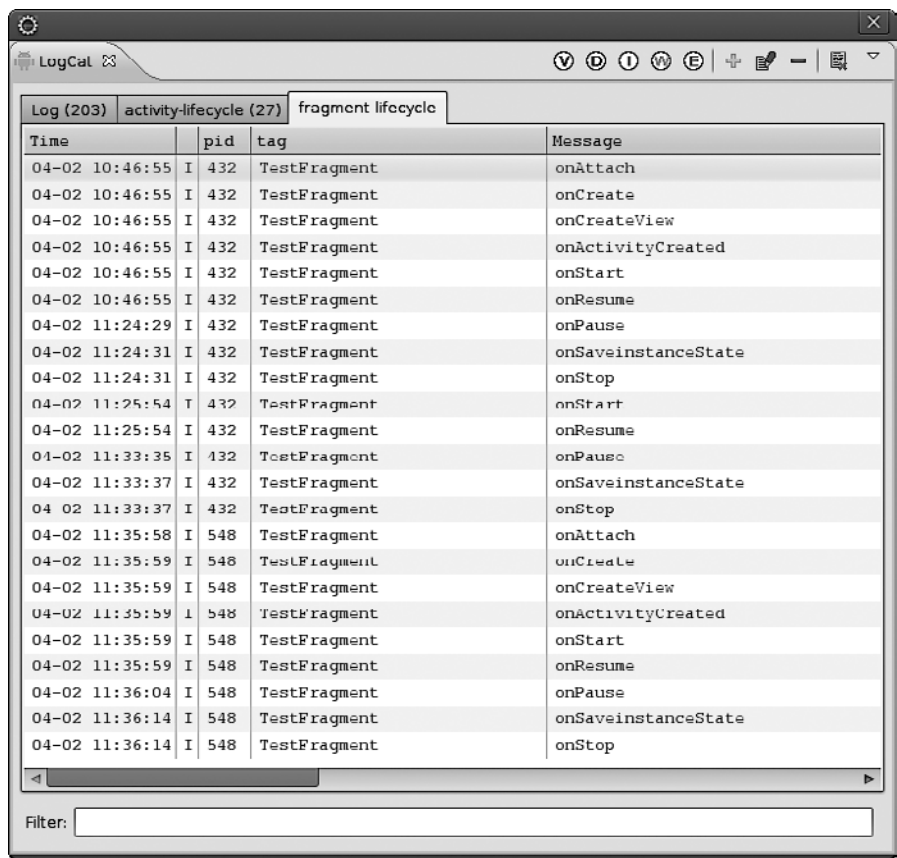 LogCat
V D I W E
Log (203) activity-lifecycle (27) fragment lifecycle
Time pid tag Message
04-02 10:46:55 I 432 TestFragment onAttach
04-02 10:46:55 I 432 TestFragment onCreate
04-02 10:46:55 I 432 TestFragment onCreateView
04-02 10:46:55 I 432 TestFragment onActivityCreated
04-02 10:46:55 I 432 TestFragment onStart
04-02 10:46:55 I 432 TestFragment onResume
04-02 11:24:29 I 432 TestFragment onPause
04-02 11:24:31 I 432 TestFragment onSaveinstanceState
04-02 11:24:31 I 432 TestFragment onStop
04-02 11:25:54 I 432 TestFragment onStart
04-02 11:25:54 I 432 TestFragment onResume
04-02 11:33:35 I 432 TestFragment onPause
04-02 11:33:37 I 432 TestFragment onSaveinstanceState
04 02 11:33:37 I 432 TestFragment onStop
04-02 11:35:58 I 548 TestFragment onAttach
04-02 11:35:59 I 548 TestFragment onCreate
04-02 11:35:59 I 548 TestFragment onCreateView
04-02 11:35:59 I 548 TestFragment onActivityCreated
04-02 11:35:59 I 548 TestFragment onStart
04-02 11:35:59 I 548 TestFragment onResume
04-02 11:36:04 I 548 TestFragment onPause
04-02 11:36:14 I 548 TestFragment onSaveinstanceState
04-02 11:36:14 I 548 TestFragment onStop
Filter: